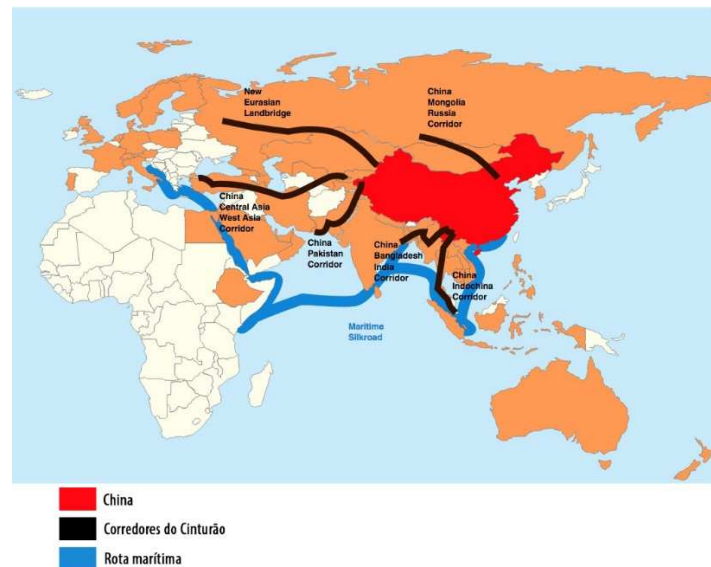 New
Eurasian
Landbridge
China
Mongolia
Russia
Corridor
China
Central Asia
West Asia
Corridor
China
Pakistan
Corridor
China
Bangladesh
India
Corridor
China
Indochina
Corridor
Maritime
Silkroad
China
Corredores do Cinturão
Rota marítima